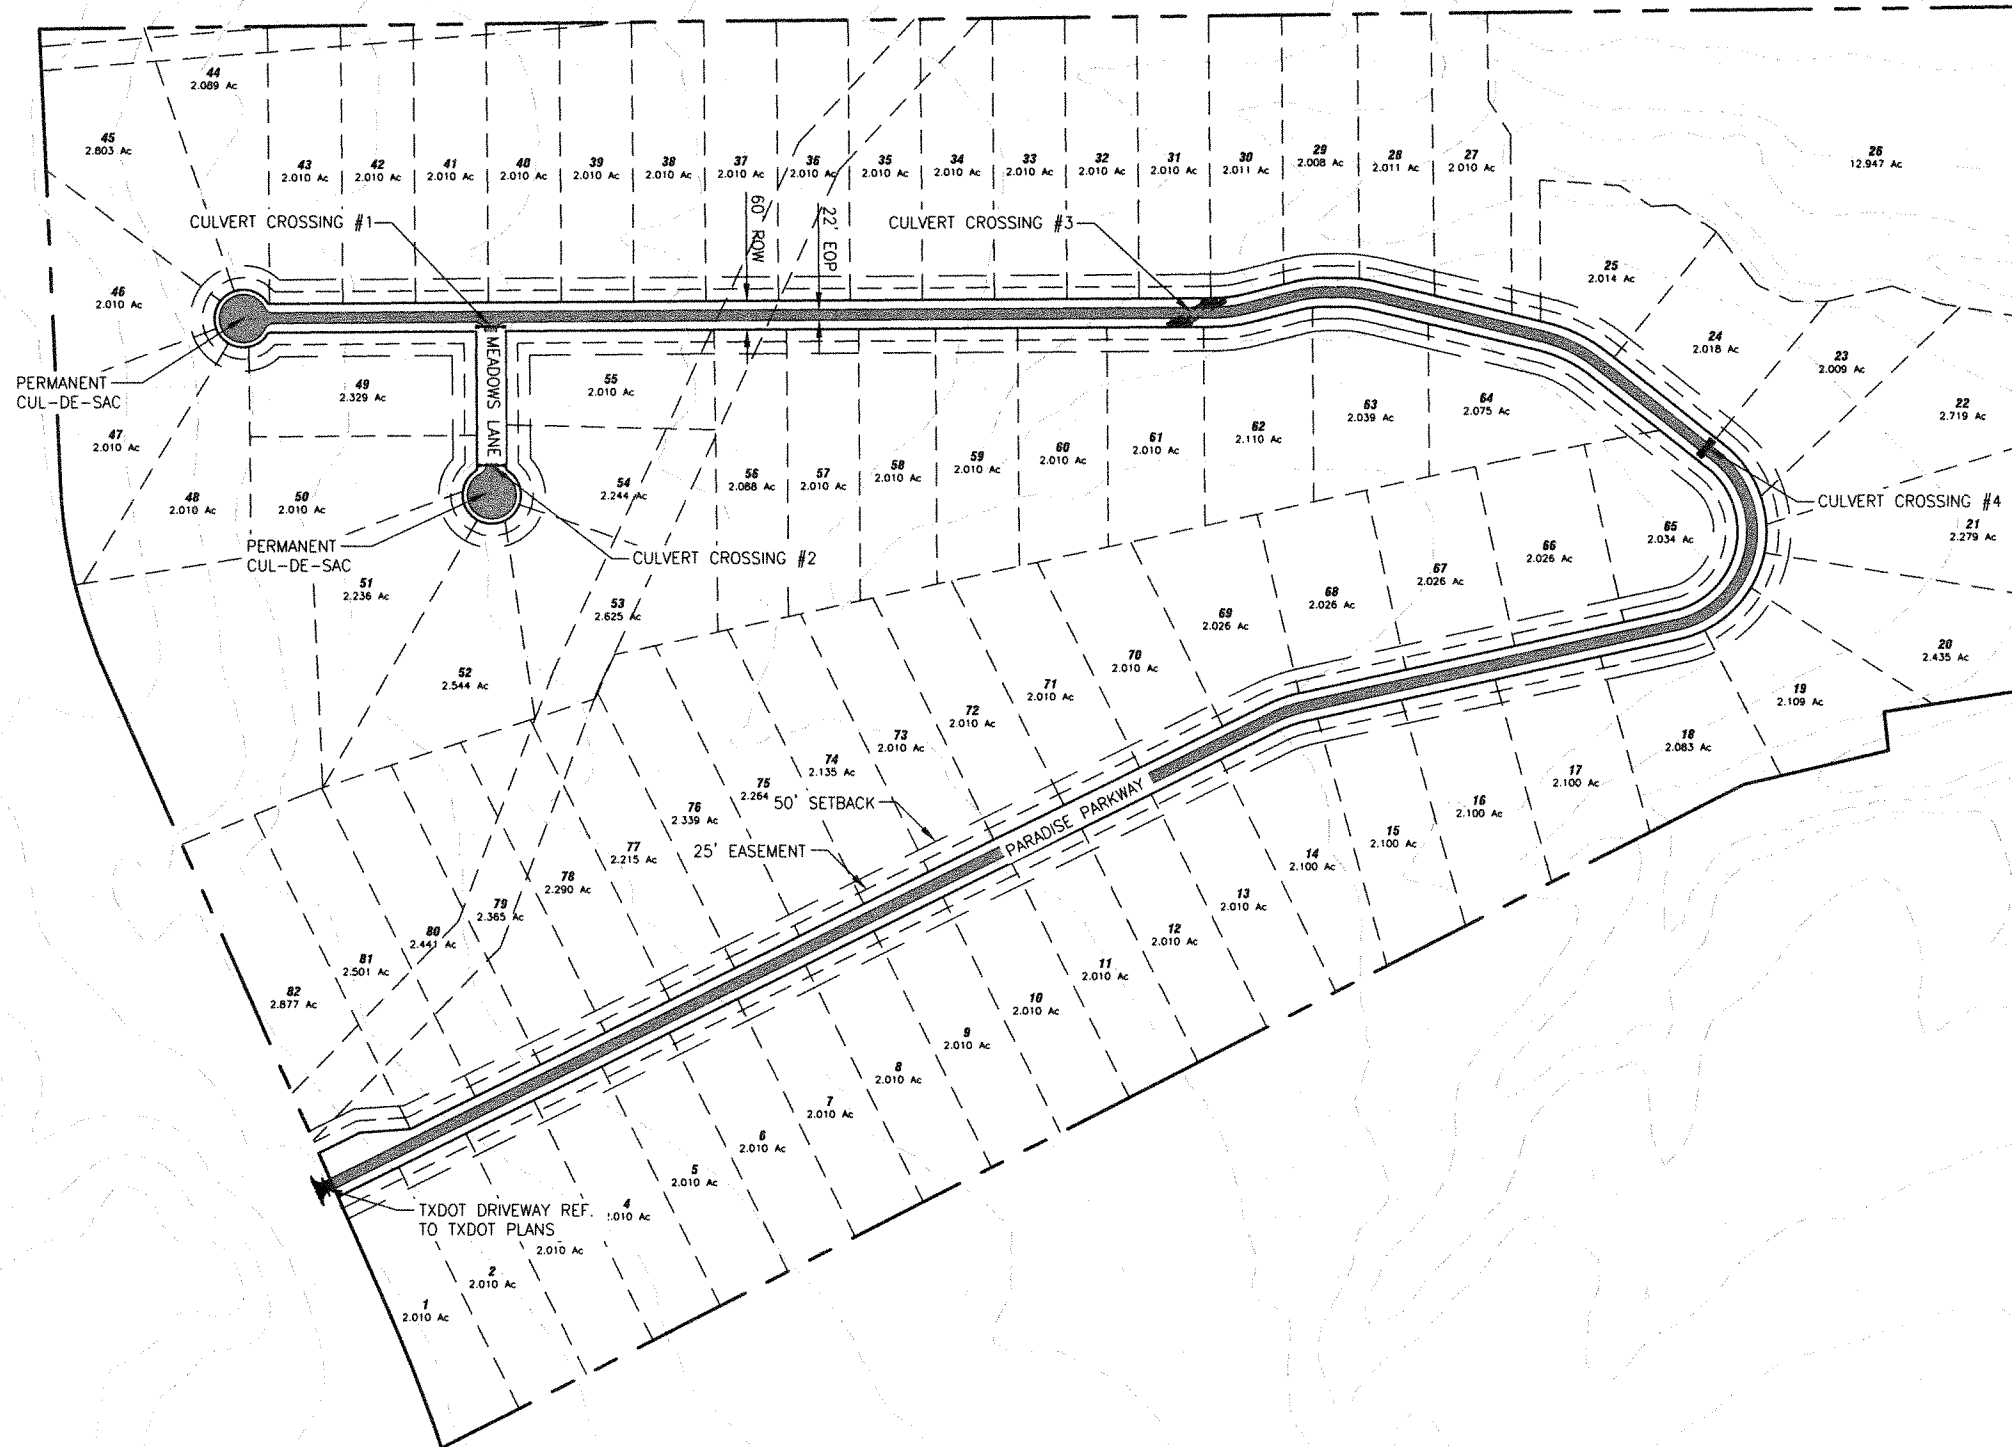 44
2.089 Ac
45
2.803 Ac
43
2.010 Ac
42
2.010 Ac
41
2.010 Ac
40
2.010 Ac
39
2.010 Ac
38
2.010 Ac
37
2.010 Ac
36
2.010 Ac
35
2.010 Ac
34
2.010 Ac
33
2.010 Ac
32
2.010 Ac
31
2.010 Ac
30
2.011 Ac
29
2.008 Ac
28
2.011 Ac
27
2.010 Ac
26
12.947 Ac
CULVERT CROSSING #1
60' ROW
22' EOP
CULVERT CROSSING #3
25
2.014 Ac
46
2.010 Ac
24
2.018 Ac
23
2.009 Ac
22
2.719 Ac
PERMANENT
CUL-DE-SAC
MEADOWS LANE
49
2.329 Ac
55
2.010 Ac
47
2.010 Ac
48
2.010 Ac
50
2.010 Ac
54
2.244 Ac
56
2.088 Ac
57
2.010 Ac
58
2.010 Ac
59
2.010 Ac
60
2.010 Ac
61
2.010 Ac
62
2.110 Ac
63
2.039 Ac
64
2.075 Ac
CULVERT CROSSING #4
21
2.279 Ac
65
2.034 Ac
66
2.026 Ac
67
2.026 Ac
68
2.026 Ac
69
2.026 Ac
PERMANENT
CUL-DE-SAC
CULVERT CROSSING #2
51
2.236 Ac
53
2.625 Ac
52
2.544 Ac
70
2.010 Ac
71
2.010 Ac
72
2.010 Ac
73
2.010 Ac
74
2.135 Ac
75
2.264
50' SETBACK
76
2.339 Ac
25' EASEMENT
77
2.215 Ac
78
2.290 Ac
79
2.365 Ac
80
2.441 Ac
81
2.501 Ac
82
2.877 Ac
PARADISE PARKWAY
20
2.435 Ac
19
2.109 Ac
18
2.083 Ac
17
2.100 Ac
16
2.100 Ac
15
2.100 Ac
14
2.100 Ac
13
2.010 Ac
12
2.010 Ac
11
2.010 Ac
10
2.010 Ac
9
2.010 Ac
8
2.010 Ac
7
2.010 Ac
6
2.010 Ac
5
2.010 Ac
4
.010 Ac
TXDOT DRIVEWAY REF.
TO TXDOT PLANS
2.010 Ac
2
2.010 Ac
1
2.010 Ac